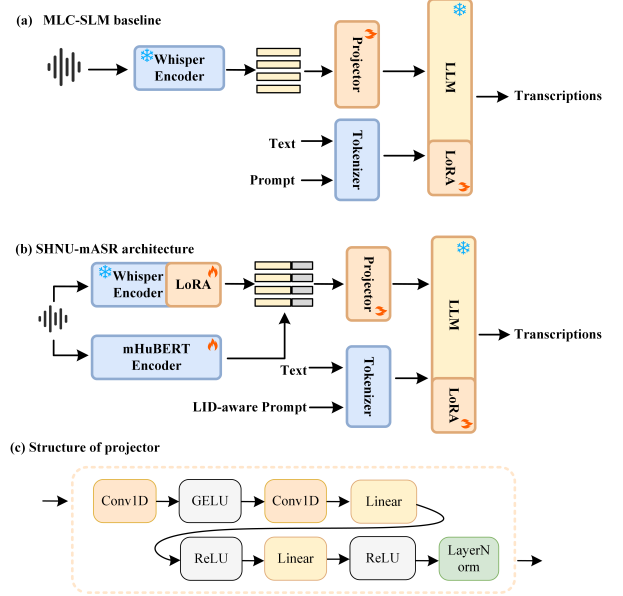 (a) MLC-SLM baseline
Whisper
Encoder
Projector
LLM
Transcriptions
Text
Prompt
Tokenizer
LoRA
(b) SHNU-mASR architecture
Whisper
Encoder
LoRA
mHuBERT
Encoder
Projector
LLM
Transcriptions
Text
LID-aware Prompt
Tokenizer
LoRA
(c) Structure of projector
Conv1D
GELU
Conv1D
Linear
ReLU
Linear
ReLU
LayerN
orm